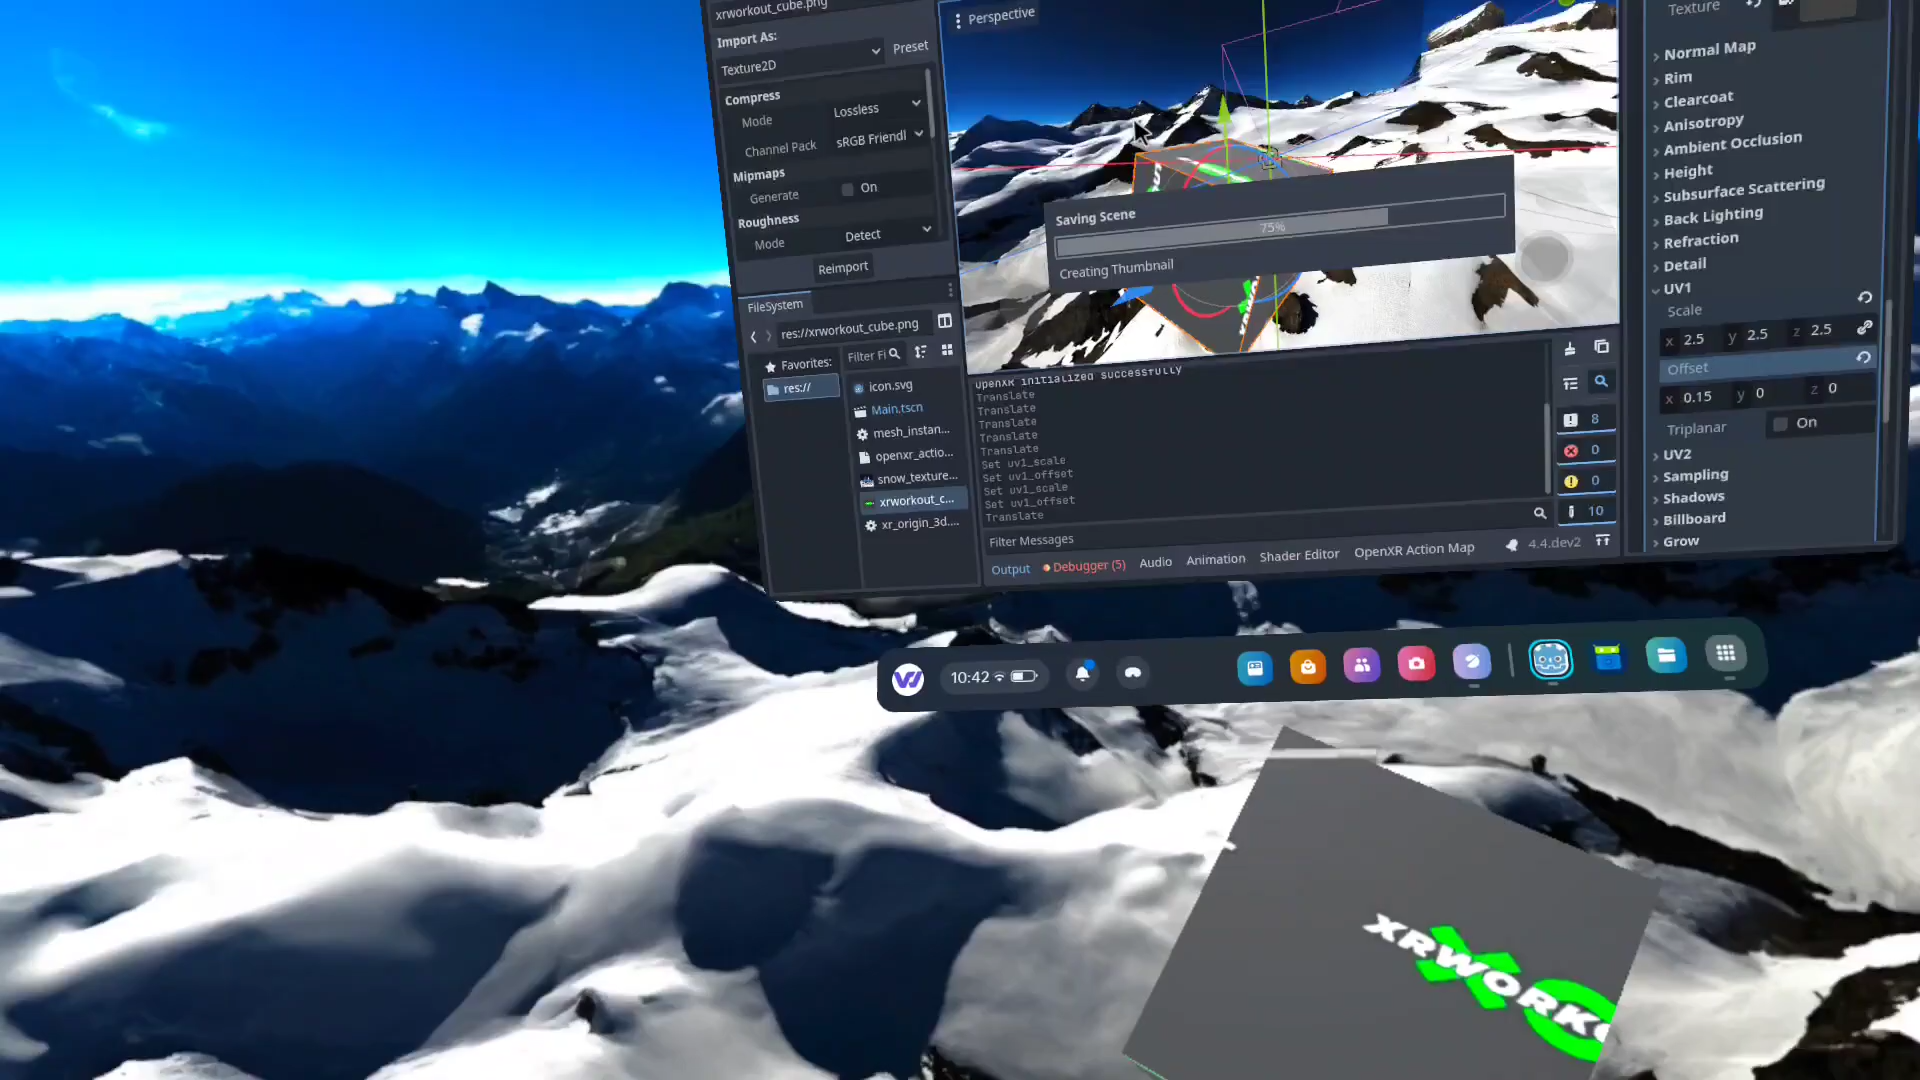 xrworkout_cube.png
Import As:
Texture2D
Preset
Compress
Mode
Lossless
Channel Pack
sRGB Friendl
Mipmaps
Generate
On
Roughness
Mode
Detect
Reimport
FileSystem
res://xrworkout_cube.png
Favorites:
res://
Filter Fi
icon.svg
Main.tscn
mesh_instan...
openxr_actio...
snow_texture...
xrworkout_c...
xr_origin_3d....
Perspective
Saving Scene
75%
Creating Thumbnail
OpenXR initialized successfully
Translate
Translate
Translate
Translate
Translate
Set uv1_scale
Set uv1_offset
Set uv1_scale
Set uv1_offset
Translate
Filter Messages
8
0
0
10
Output
Debugger (5)
Audio
Animation
Shader Editor
OpenXR Action Map
4.4.dev2
Texture
Normal Map
Rim
Clearcoat
Anisotropy
Ambient Occlusion
Height
Subsurface Scattering
Back Lighting
Refraction
Detail
UV1
Scale
x 2.5 y 2.5 z 2.5
Offset
x 0.15 y 0 z 0
Triplanar
On
UV2
Sampling
Shadows
Billboard
Grow
10:42
XRWORKO